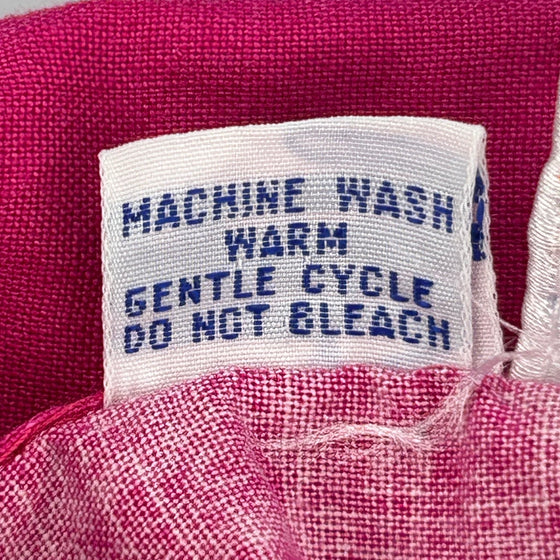 MACHINE WASH
WARM
GENTLE CYCLE
DO NOT BLEACH